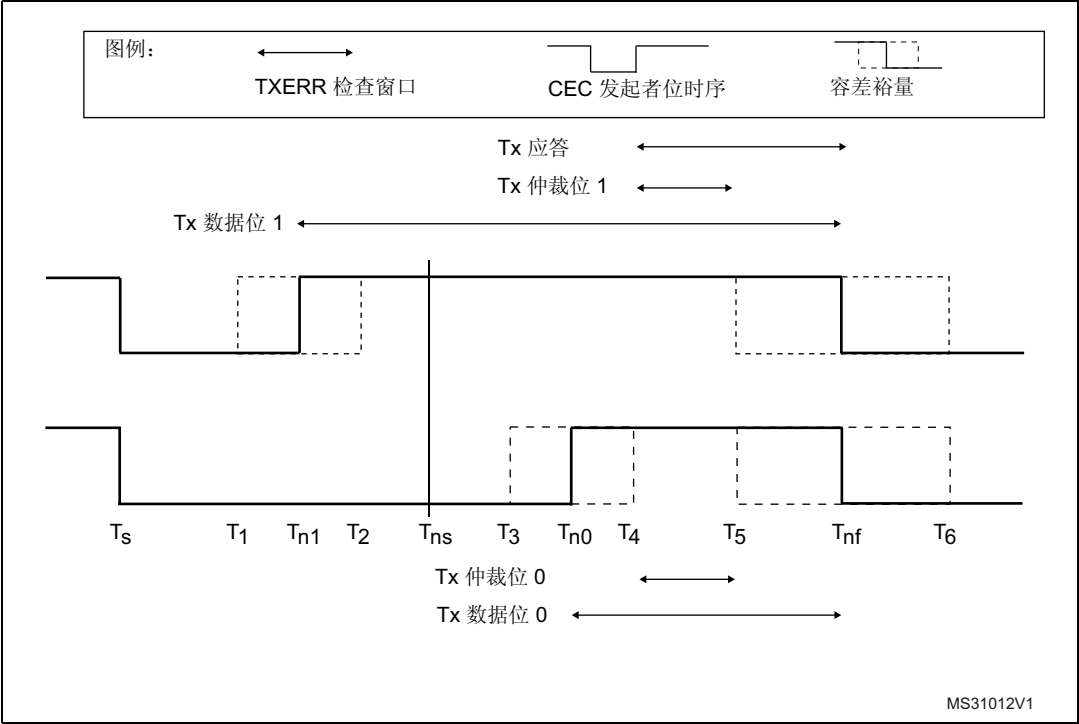 图例：
TXERR 检查窗口
CEC 发起者位时序
容差裕量
Tx 应答
Tx 仲裁位 1
Tx 数据位 1
Ts T1 Tn1 T2 Tns T3 Tn0 T4 T5 Tnf T6
Tx 仲裁位 0
Tx 数据位 0
MS31012V1